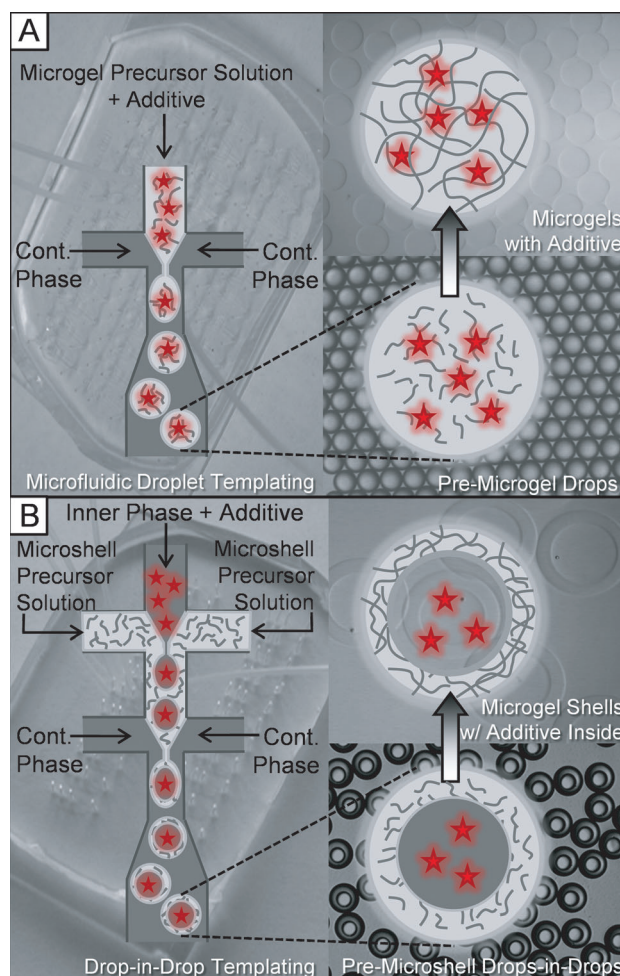 A
Microgel Precursor Solution
+ Additive
Cont.
Phase
Cont.
Phase
Microfluidic Droplet Templating
Microgels
with Additive
Pre-Microgel Drops
B
Inner Phase + Additive
Microshell
Precursor
Solution
Microshell
Precursor
Solution
Cont.
Phase
Cont.
Phase
Drop-in-Drop Templating
Microgel Shells
w/ Additive Inside
Pre-Microshell Drops-in-Drops